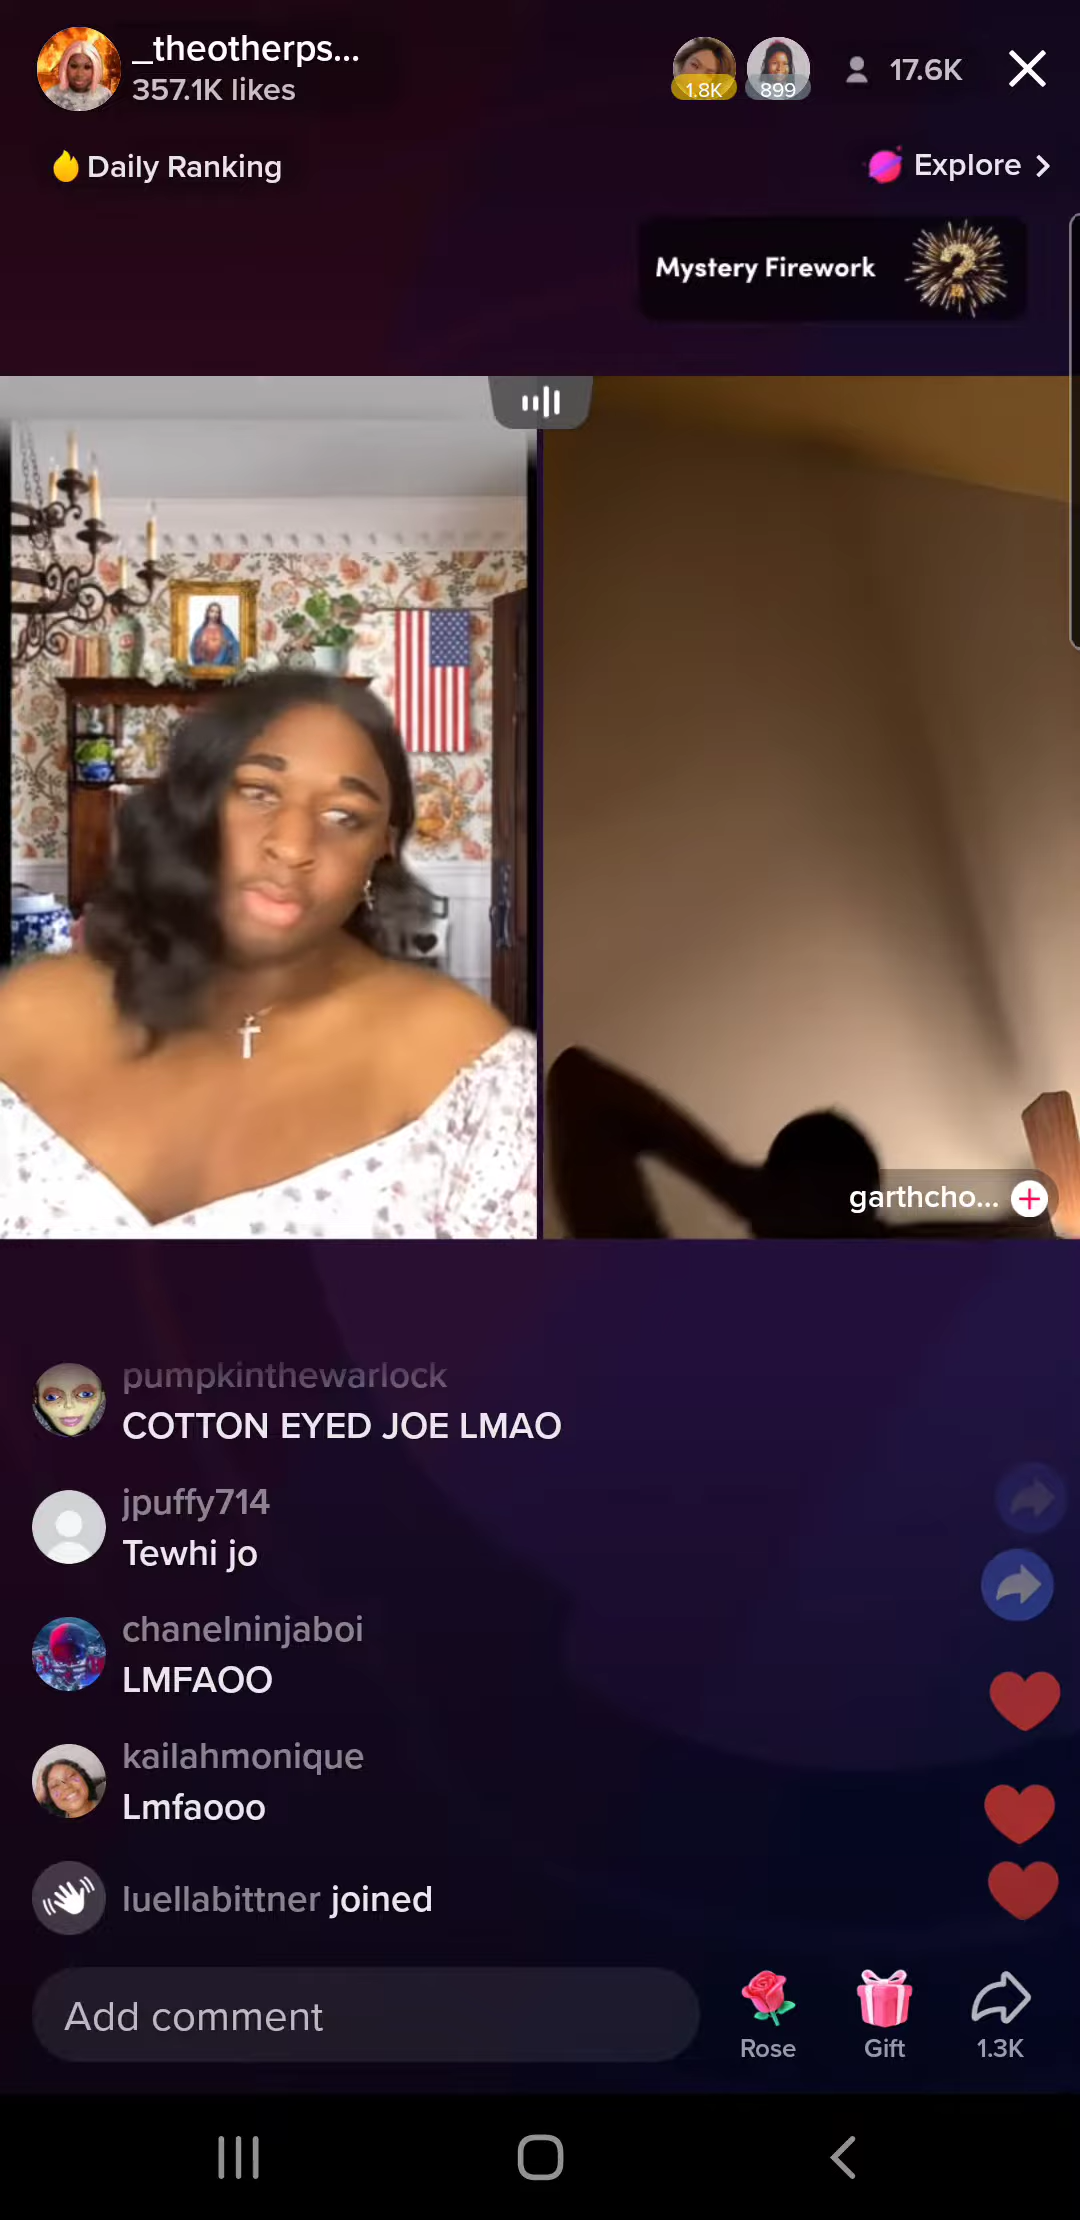 _theotherps...
357.1K likes
1.8K
899
17.6K
Daily Ranking
Explore >
Mystery Firework
?
garthcho...
pumpkinthewarlock
COTTON EYED JOE LMAO
jpuffy714
Tewhi jo
chanelninjaboi
LMFAOO
kailahmonique
Lmfaooo
luellabittner joined
Add comment
Rose
Gift
1.3K